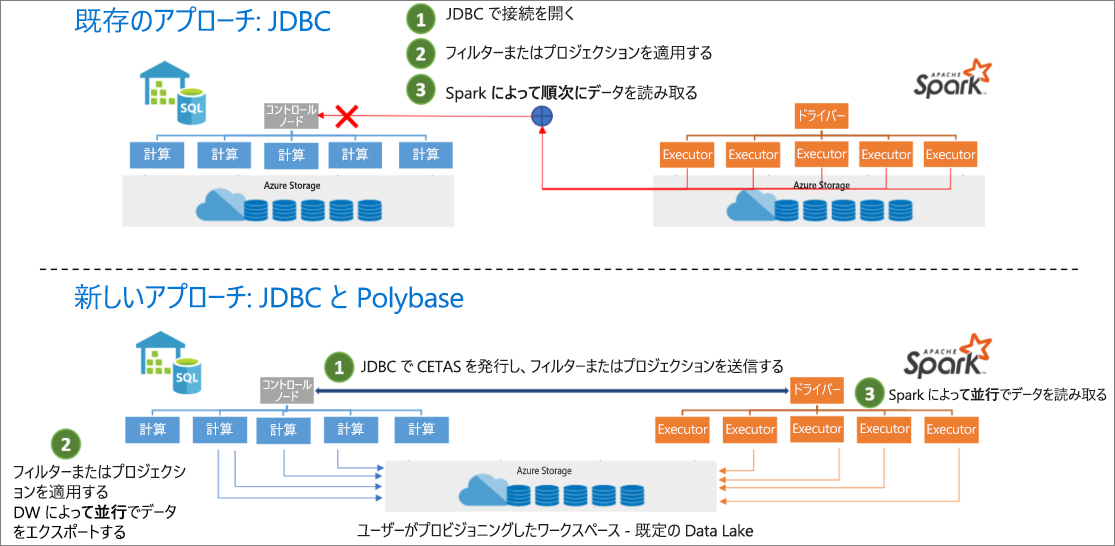 既存のアプローチ: JDBC
1 JDBC で接続を開く
2 フィルターまたはプロジェクションを適用する
3 Spark によって順次にデータを読み取る
SQL
APACHE
Spark™
コントロール
ノード
ドライバー
計算 計算 計算 計算 計算
Executor Executor Executor Executor Executor
Azure Storage
Azure Storage
新しいアプローチ: JDBC と Polybase
SQL
1 JDBC で CETAS を発行し、フィルターまたはプロジェクションを送信する
APACHE
Spark™
コントロール
ノード
ドライバー
3 Spark によって並行でデータを読み取る
計算 計算 計算 計算 計算
Executor Executor Executor Executor Executor
2
フィルターまたはプロジェクシ
ョンを適用する
DW によって並行でデータ
をエクスポートする
Azure Storage
ユーザーがプロビジョニングしたワークスペース - 既定の Data Lake